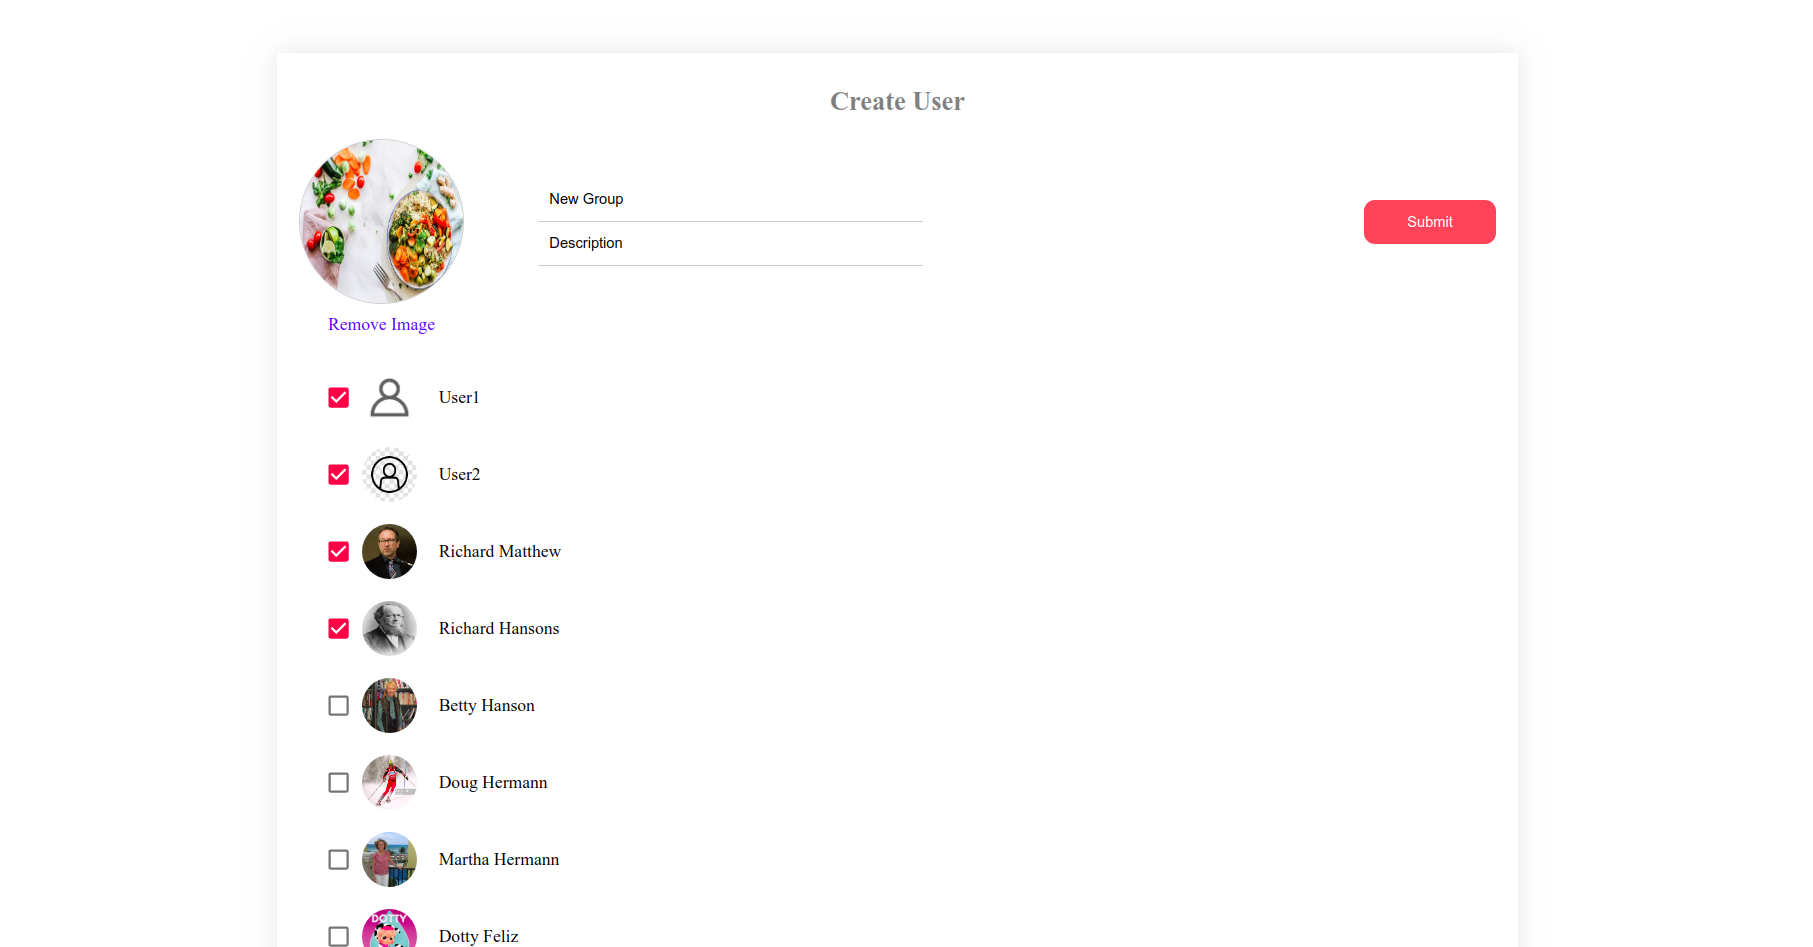 Create User
New Group
Description
Submit
Remove Image
User1
User2
Richard Matthew
Richard Hansons
Betty Hanson
Doug Hermann
Martha Hermann
DOTTY
Dotty Feliz